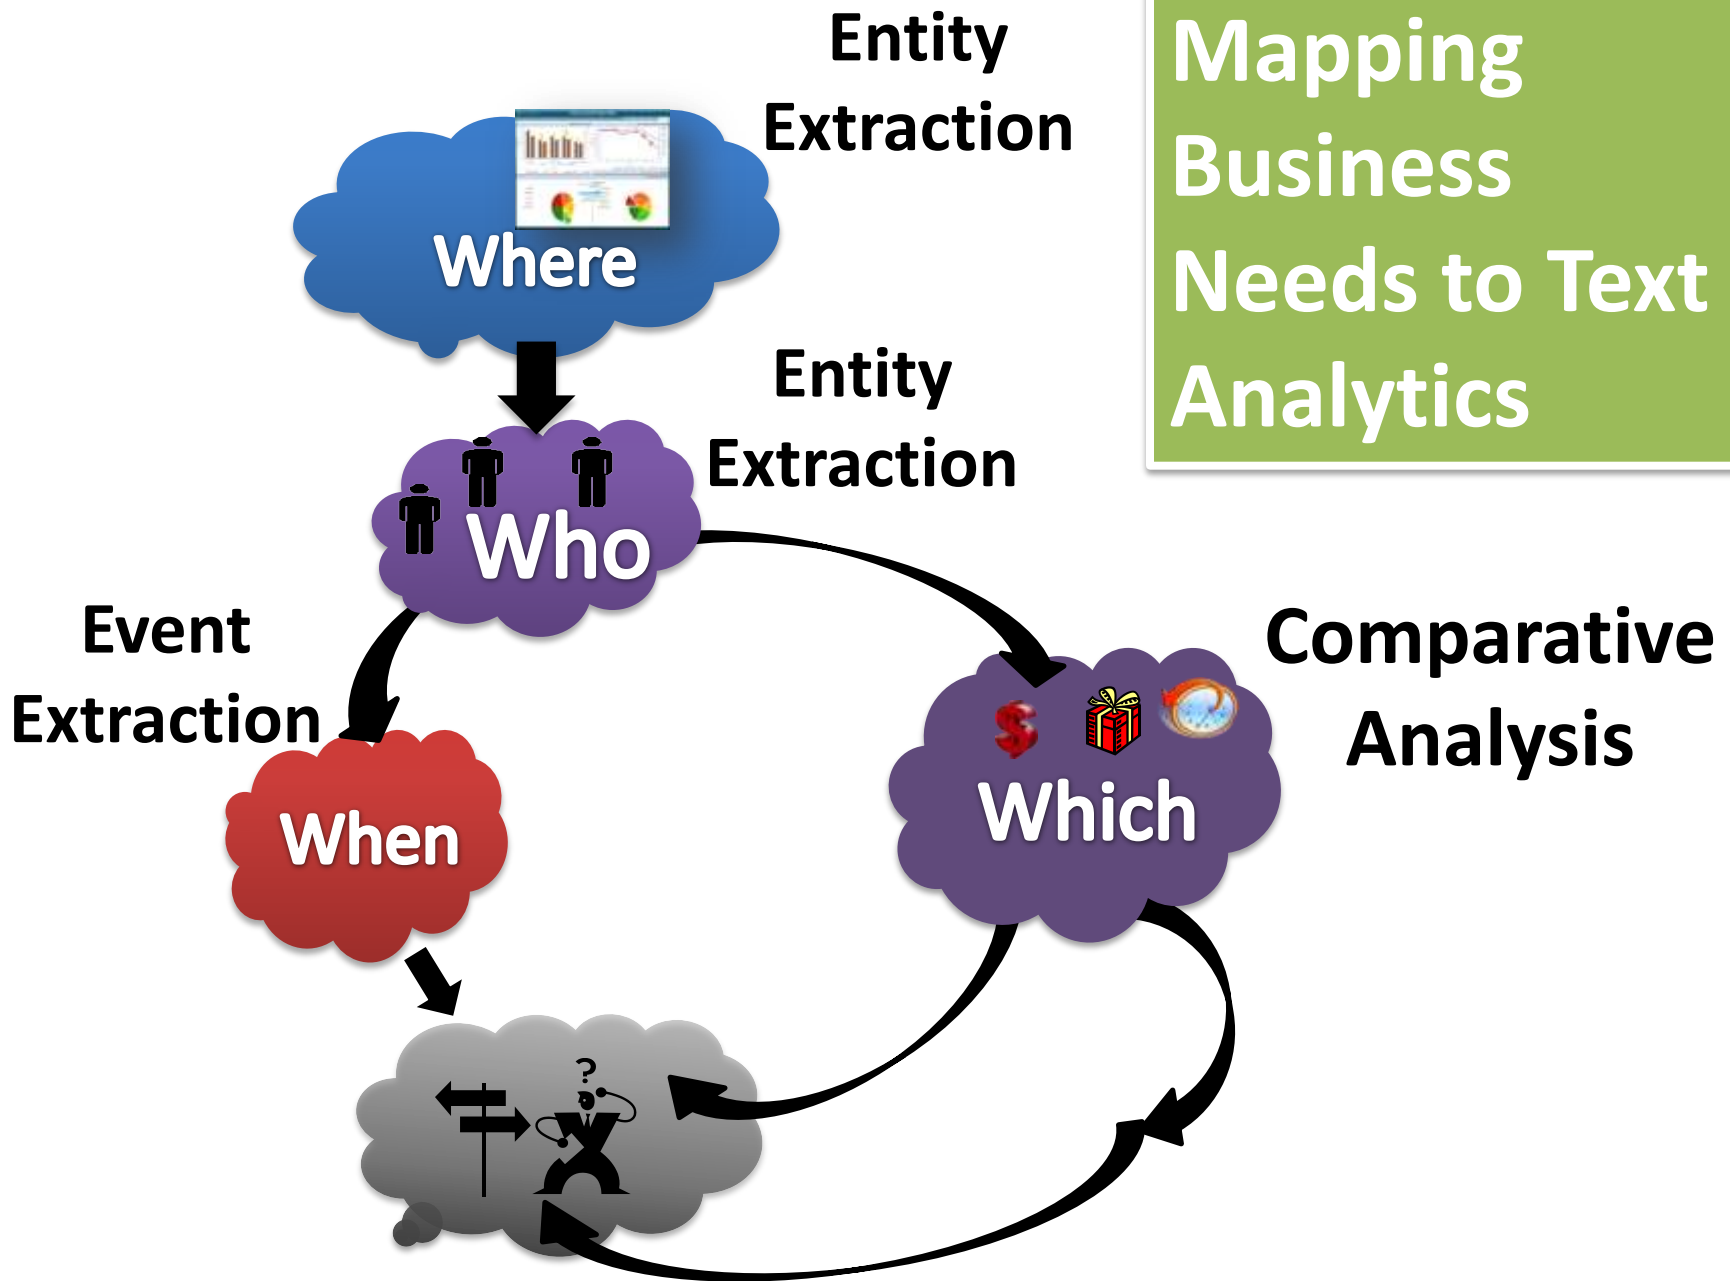 Entity
Extraction
Mapping
Business
Needs to Text
Analytics
Where
Entity
Extraction
Who
Event
Extraction
Comparative
Analysis
$
Which
When
?